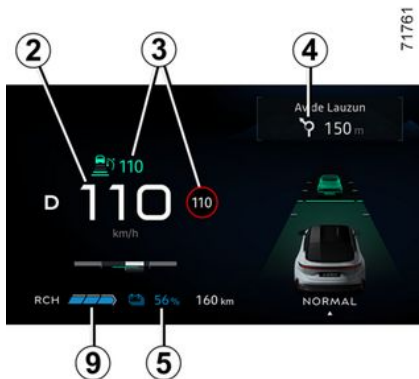 71761
2 3 4
Av de Lauzun
150 m
110
D 110 110
km/h
RCH 56% 160 km NORMAL
9 5